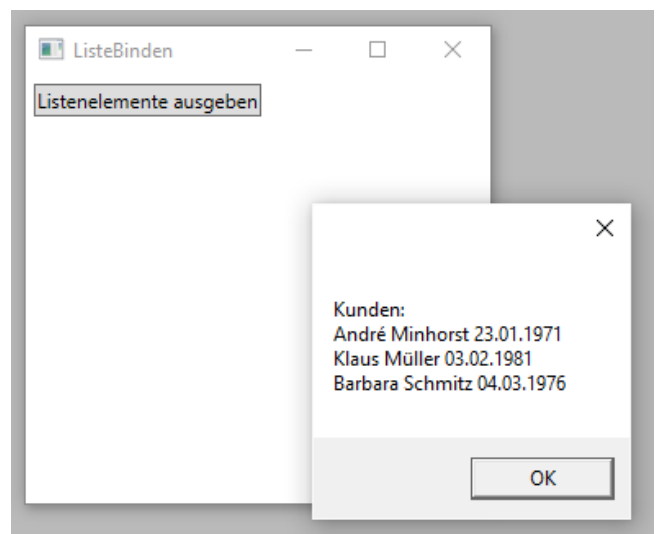 ListeBinden
Listenelemente ausgeben
Kunden:
André Minhorst 23.01.1971
Klaus Müller 03.02.1981
Barbara Schmitz 04.03.1976
OK